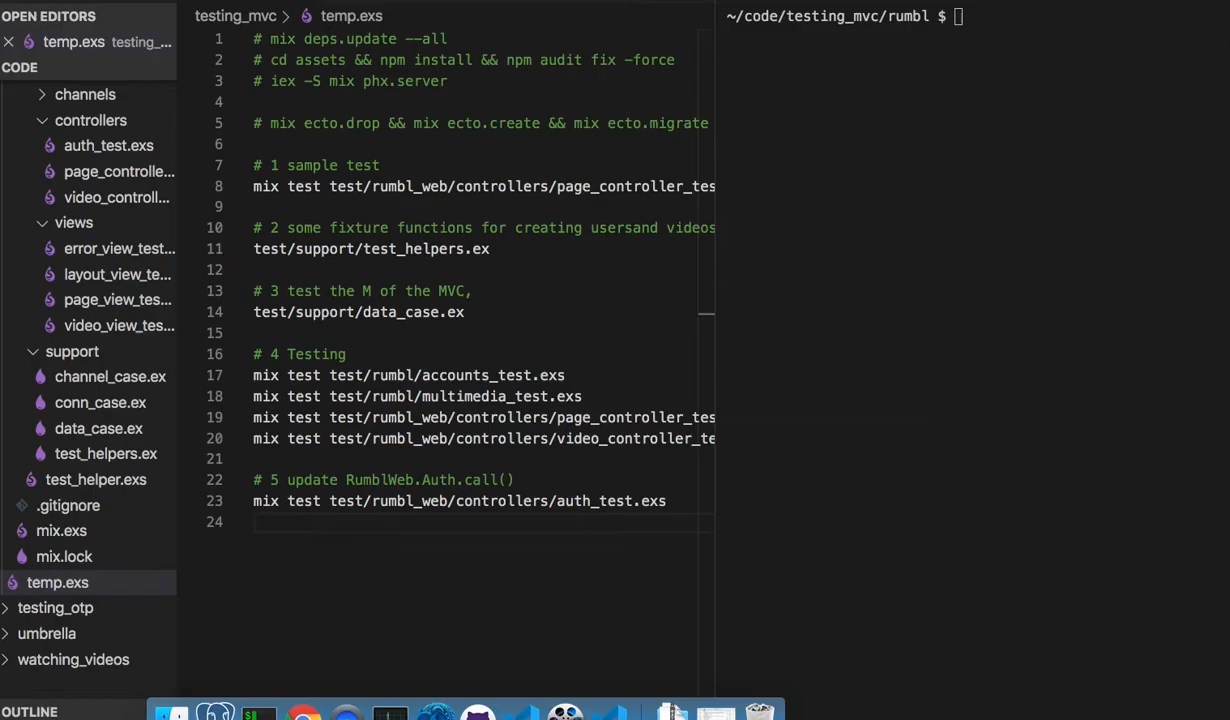 OPEN EDITORS
temp.exs testing_...
CODE
channels
controllers
auth_test.exs
page_controlle...
video_controll...
views
error_view_test...
layout_view_te...
page_view_tes...
video_view_tes...
support
channel_case.ex
conn_case.ex
data_case.ex
test_helpers.ex
test_helper.exs
.gitignore
mix.exs
mix.lock
temp.exs
testing_otp
umbrella
watching_videos
OUTLINE
testing_mvc > temp.exs
1 # mix deps.update --all
2 # cd assets && npm install && npm audit fix -force
3 # iex -S mix phx.server
4
5 # mix ecto.drop && mix ecto.create && mix ecto.migrate
6
7 # 1 sample test
8 mix test test/rumbl_web/controllers/page_controller_tes
9
10 # 2 some fixture functions for creating usersand videos
11 test/support/test_helpers.ex
12
13 # 3 test the M of the MVC,
14 test/support/data_case.ex
15
16 # 4 Testing
17 mix test test/rumbl/accounts_test.exs
18 mix test test/rumbl/multimedia_test.exs
19 mix test test/rumbl_web/controllers/page_controller_tes
20 mix test test/rumbl_web/controllers/video_controller_te
21
22 # 5 update RumblWeb.Auth.call()
23 mix test test/rumbl_web/controllers/auth_test.exs
24
~/code/testing_mvc/rumbl $